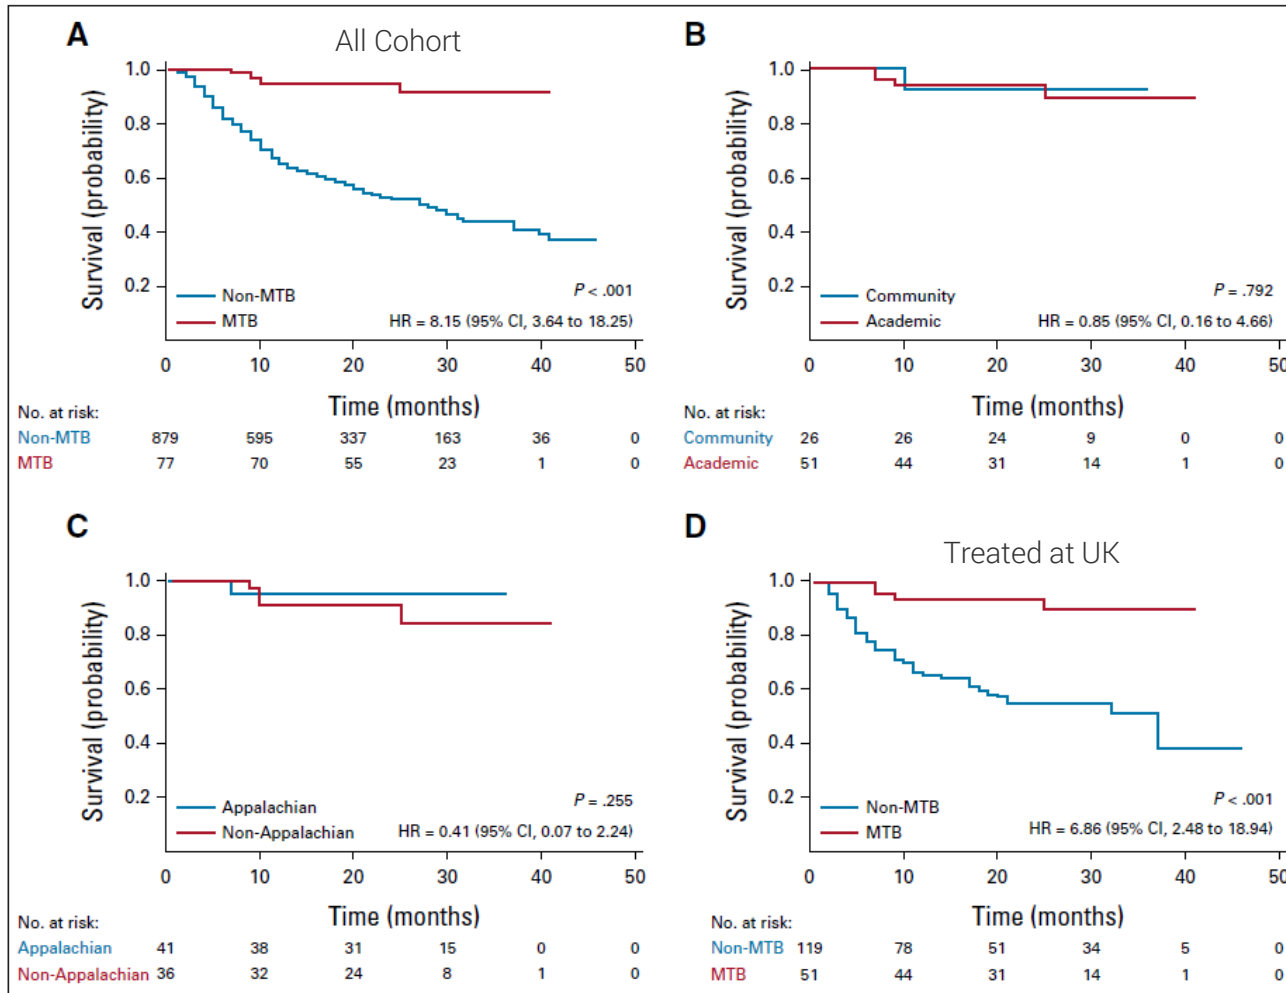 A
All Cohort
Survival (probability)
1.0
0.8
0.6
0.4
0.2
Non-MTB
MTB
P < .001
HR = 8.15 (95% CI, 3.64 to 18.25)
0 10 20 30 40 50
Time (months)
No. at risk:
Non-MTB 879 595 337 163 36 0
MTB 77 70 55 23 1 0
B
Survival (probability)
1.0
0.8
0.6
0.4
0.2
Community
Academic
P = .792
HR = 0.85 (95% CI, 0.16 to 4.66)
0 10 20 30 40 50
Time (months)
No. at risk:
Community 26 26 24 9 0 0
Academic 51 44 31 14 1 0
C
Survival (probability)
1.0
0.8
0.6
0.4
0.2
Appalachian
Non-Appalachian
P = .255
HR = 0.41 (95% CI, 0.07 to 2.24)
0 10 20 30 40 50
Time (months)
No. at risk:
Appalachian 41 38 31 15 0 0
Non-Appalachian 36 32 24 8 1 0
D
Treated at UK
Survival (probability)
1.0
0.8
0.6
0.4
0.2
Non-MTB
MTB
P < .001
HR = 6.86 (95% CI, 2.48 to 18.94)
0 10 20 30 40 50
Time (months)
No. at risk:
Non-MTB 119 78 51 34 5 0
MTB 51 44 31 14 1 0